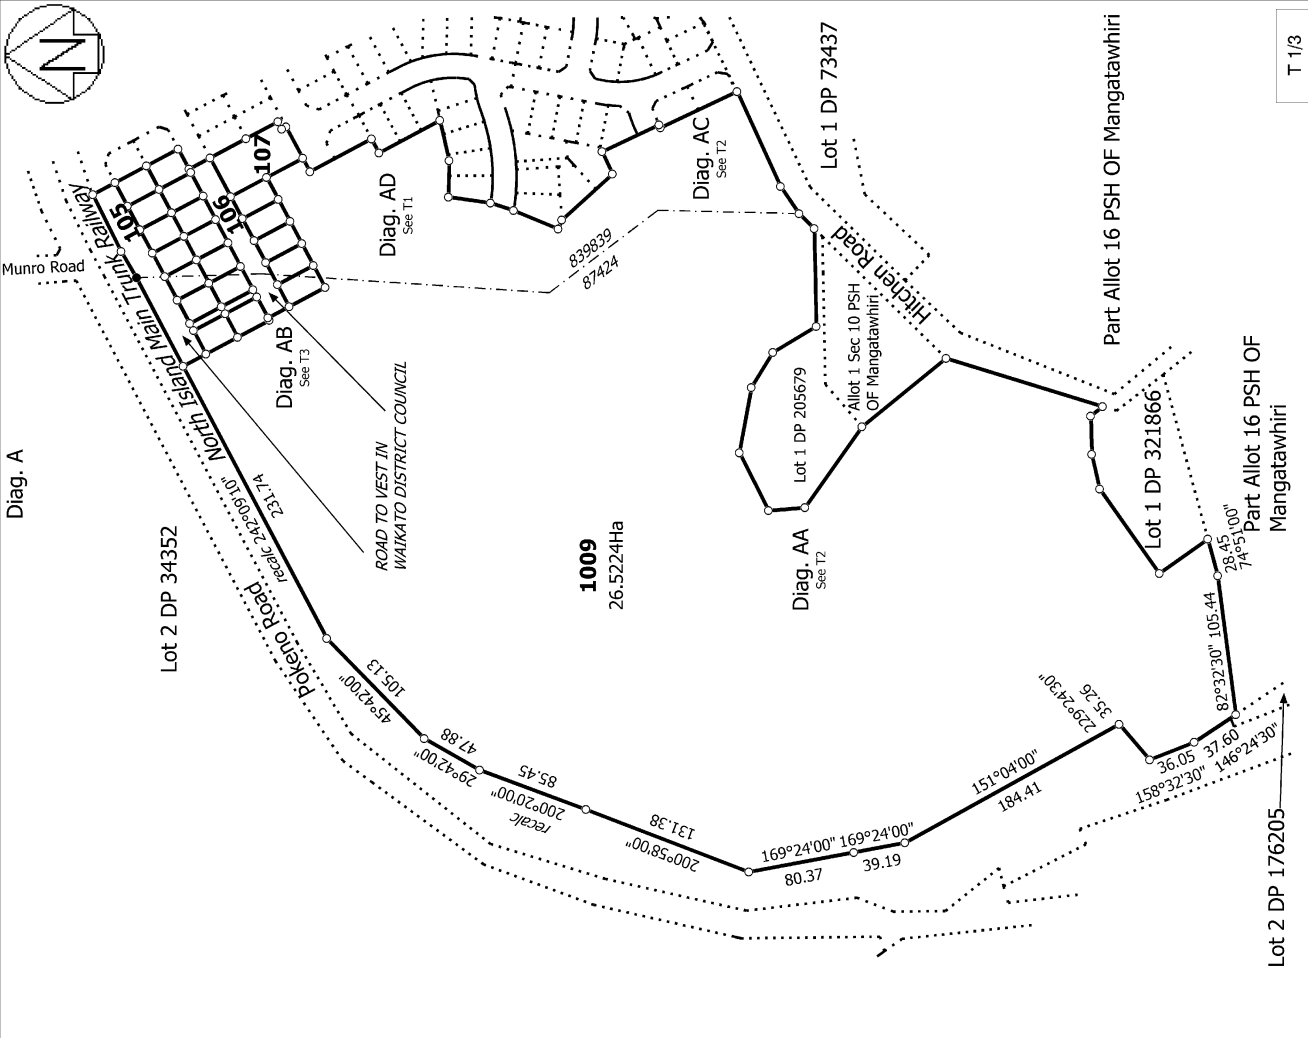 N
T 1/3
Diag. A
Munro Road
North Island Main Trunk Railway
105
106
107
Diag. AD
See T1
Diag. AC
See T2
Lot 1 DP 73437
Part Allot 16 PSH OF Mangatawhiri
839839
87424
Hitchen Road
Diag. AB
See T3
ROAD TO VEST IN
WAIKATO DISTRICT COUNCIL
Allot 1 Sec 10 PSH
OF Mangatawhiri
Lot 1 DP 205679
Lot 1 DP 321866
Part Allot 16 PSH OF
Mangatawhiri
Lot 2 DP 34352
Pokeno Road
1009
26.5224Ha
Diag. AA
See T2
recalc 242°09'10"
231.74
45°42'00"
105.13
29°42'00"
47.88
200°20'00"
recalc
85.45
200°58'00"
131.38
169°24'00"
80.37
169°24'00"
39.19
151°04'00"
184.41
229°24'30"
35.26
158°32'30"
36.05
146°24'30"
37.60
82°32'30" 105.44
28.45
74°51'00"
Lot 2 DP 176205